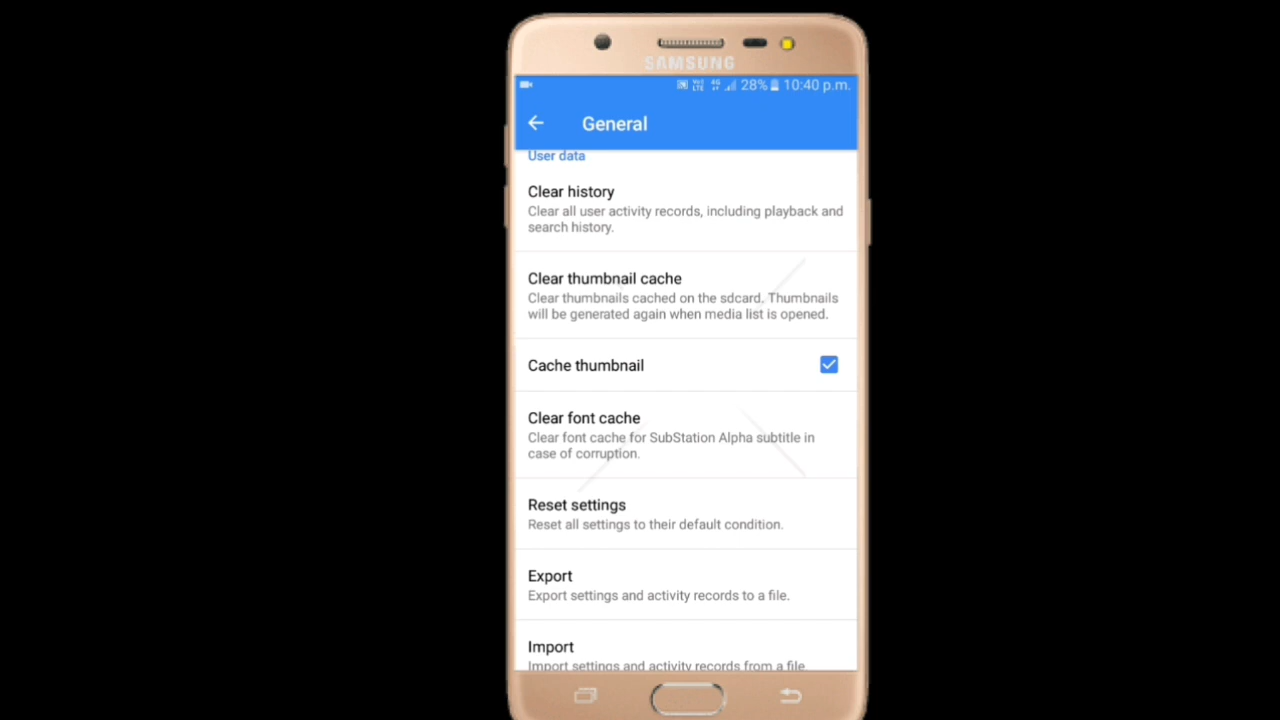 SAMSUNG
28% 10:40 p.m.
General
User data
Clear history
Clear all user activity records, including playback and
search history.
Clear thumbnail cache
Clear thumbnails cached on the sdcard. Thumbnails
will be generated again when media list is opened.
Cache thumbnail
Clear font cache
Clear font cache for SubStation Alpha subtitle in
case of corruption.
Reset settings
Reset all settings to their default condition.
Export
Export settings and activity records to a file.
Import
Import settings and activity records from a file.